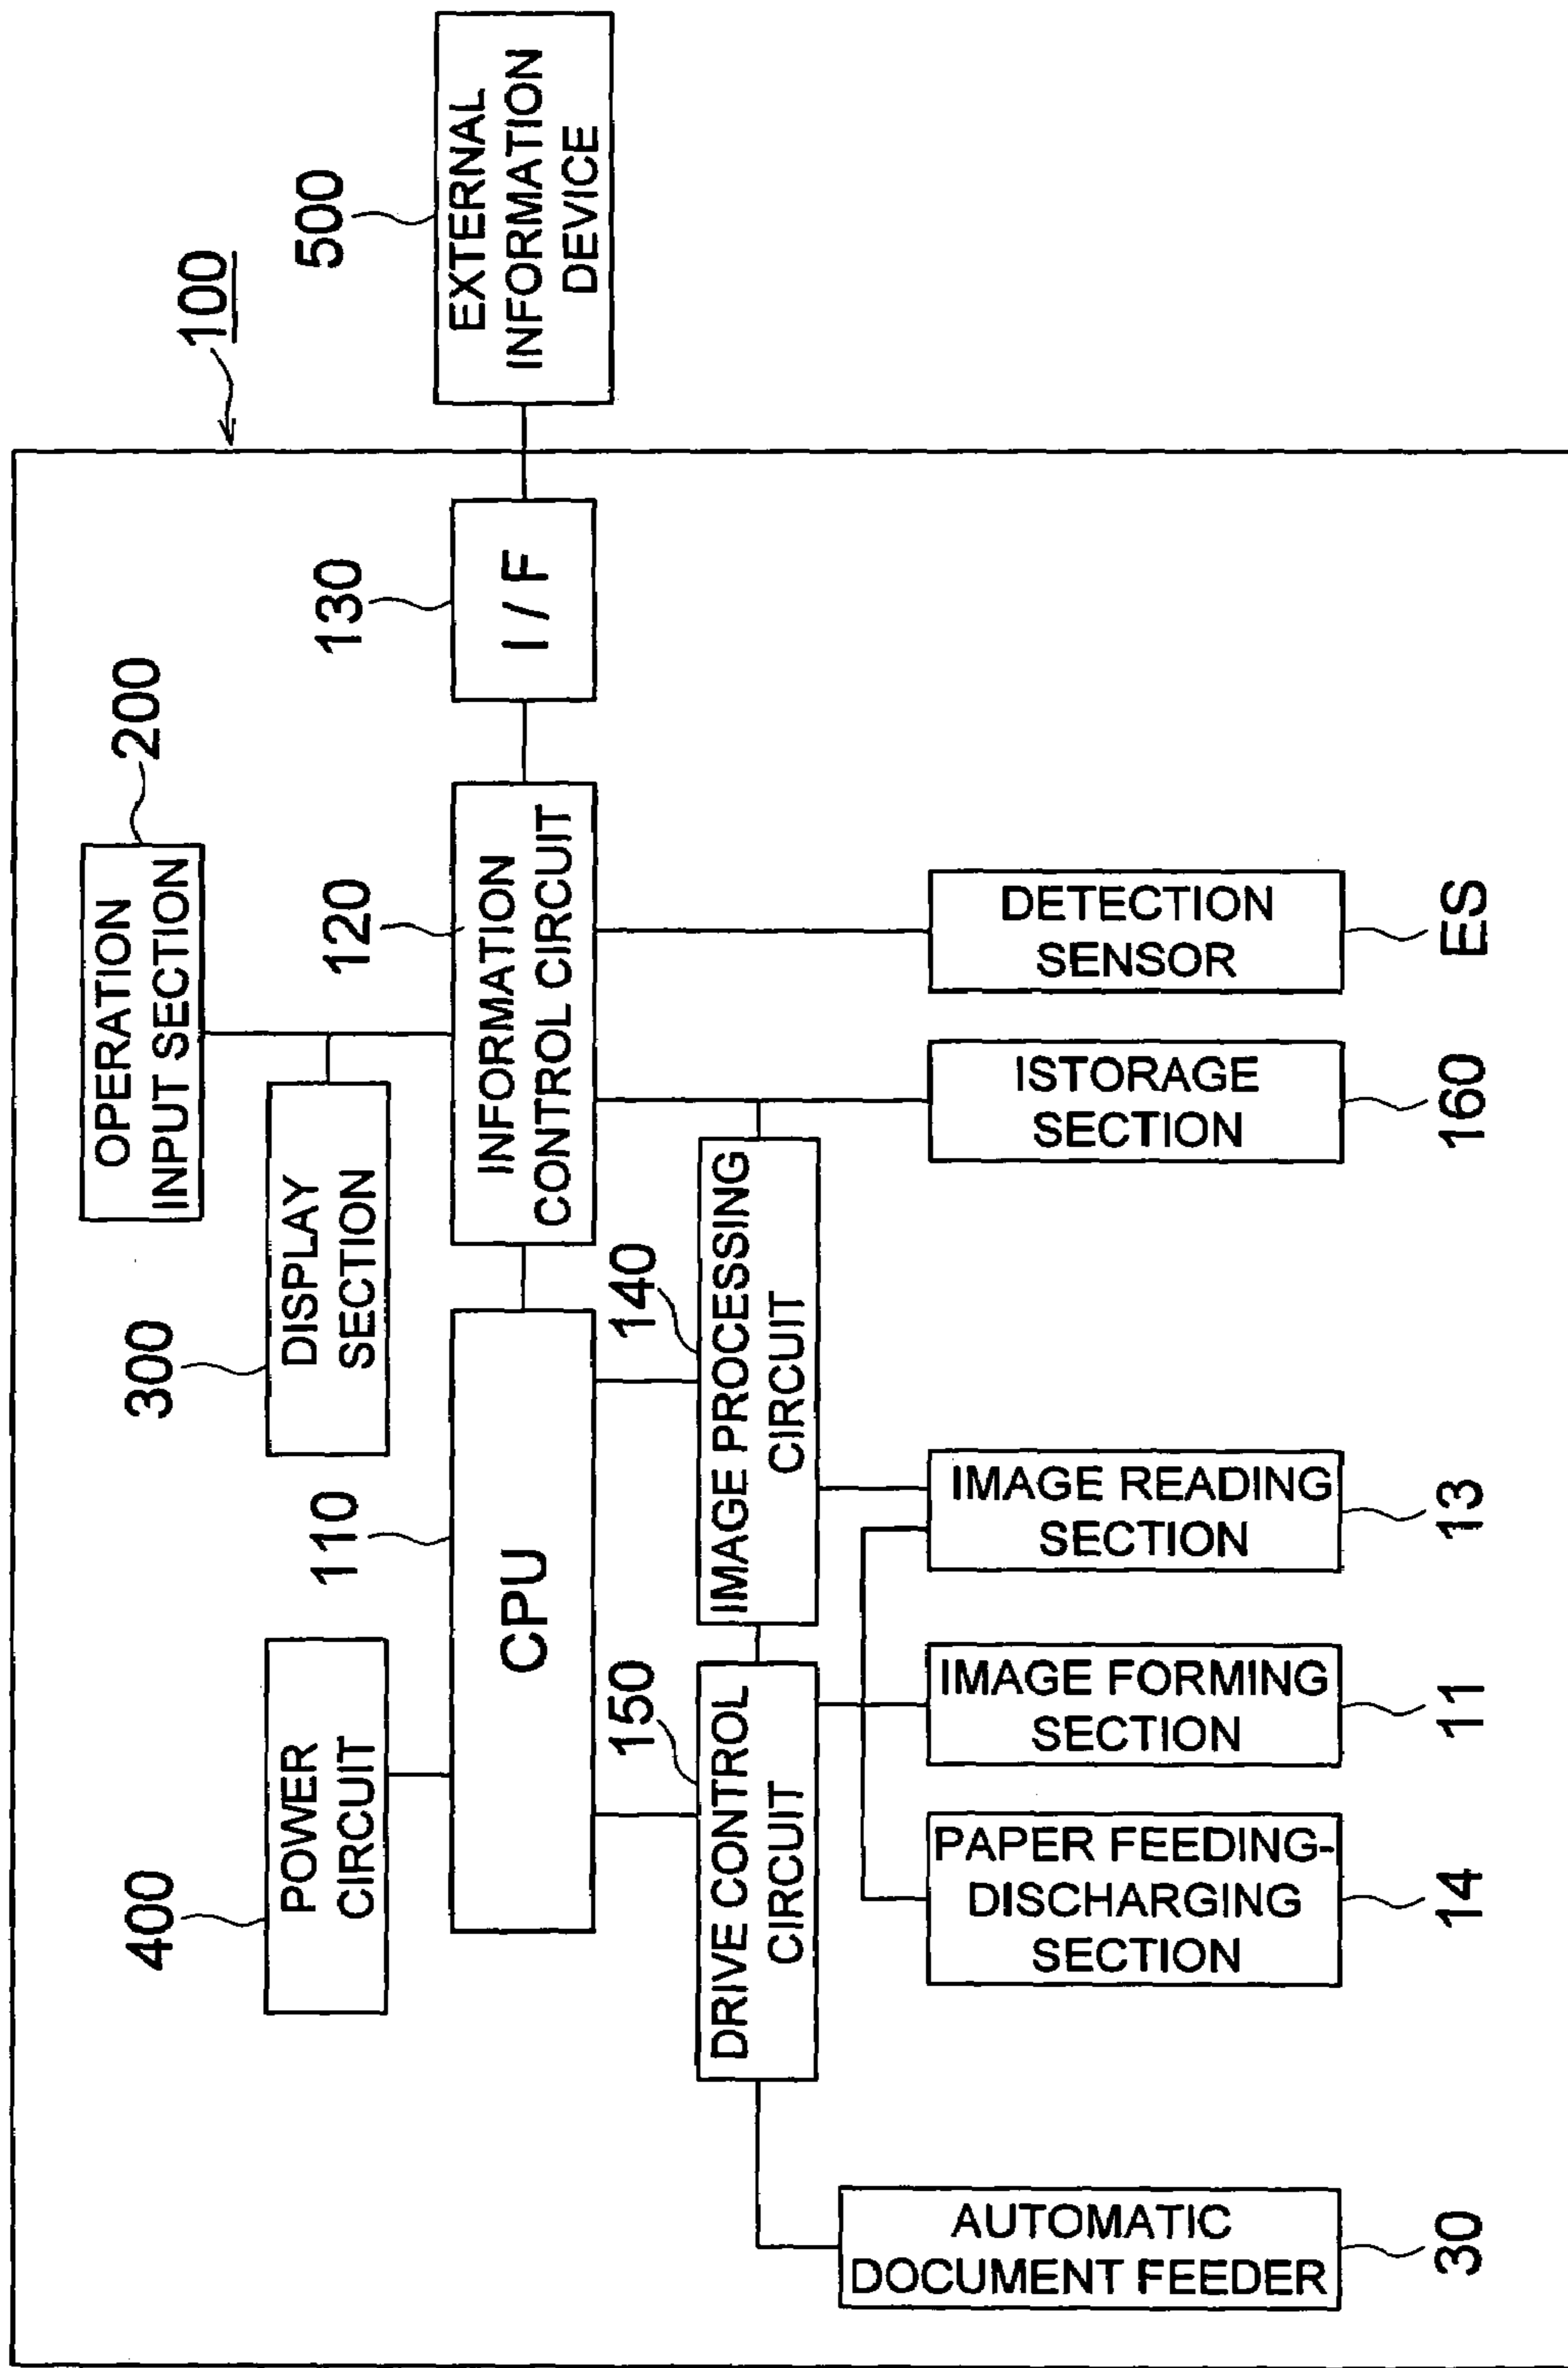 100
500
EXTERNAL
INFORMATION
DEVICE
130
I / F
200
OPERATION
INPUT SECTION
120
INFORMATION
CONTROL CIRCUIT
300
DISPLAY
SECTION
110
CPU
400
POWER
CIRCUIT
140
IMAGE PROCESSING
CIRCUIT
150
DRIVE CONTROL
CIRCUIT
DETECTION
SENSOR
ES
ISTORAGE
SECTION
160
IMAGE READING
SECTION
13
IMAGE FORMING
SECTION
11
PAPER FEEDING-
DISCHARGING
SECTION
14
AUTOMATIC
DOCUMENT FEEDER
30